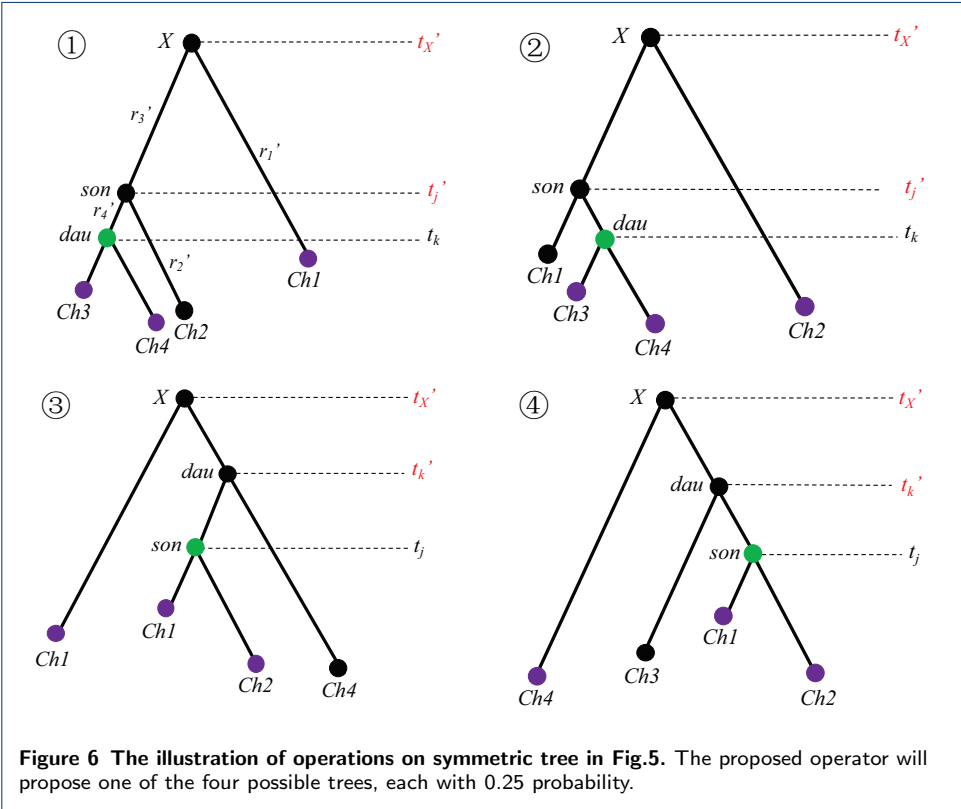 ①
X
t_X'
r_3'
r_1'
son
t_j'
r_4'
dau
t_k
r_2'
Ch1
Ch3
Ch4
Ch2
②
X
t_X'
son
t_j'
dau
t_k
Ch1
Ch3
Ch2
Ch4
③
X
t_X'
dau
t_k'
son
t_j
Ch1
Ch1
Ch2
Ch4
④
X
t_X'
dau
t_k'
son
t_j
Ch1
Ch3
Ch4
Ch2
Figure 6 The illustration of operations on symmetric tree in Fig.5. The proposed operator will
propose one of the four possible trees, each with 0.25 probability.